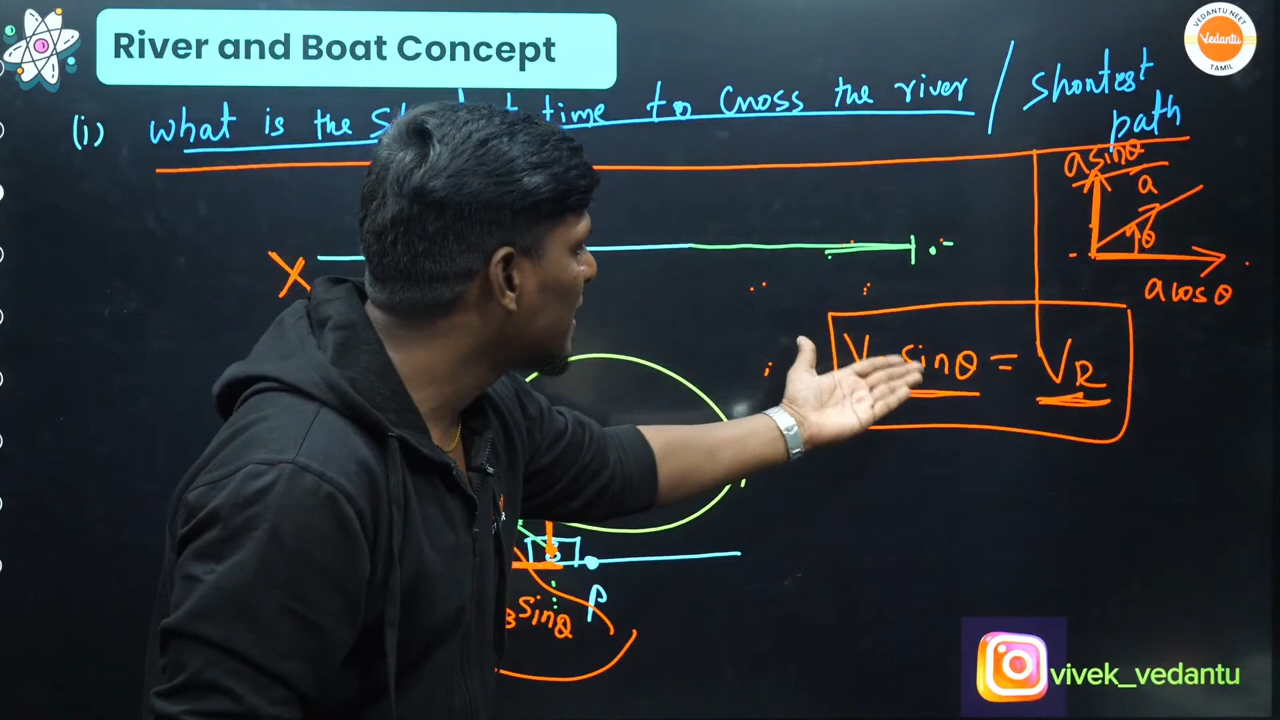 River and Boat Concept
VEDANTU NEET
Vedantu
TAMIL
(i) What is the time to Cross the river / Shortest
path
a sinθ
a
θ
a cosθ
X
sinθ = VR
B
P
B sinθ
vivek_vedantu